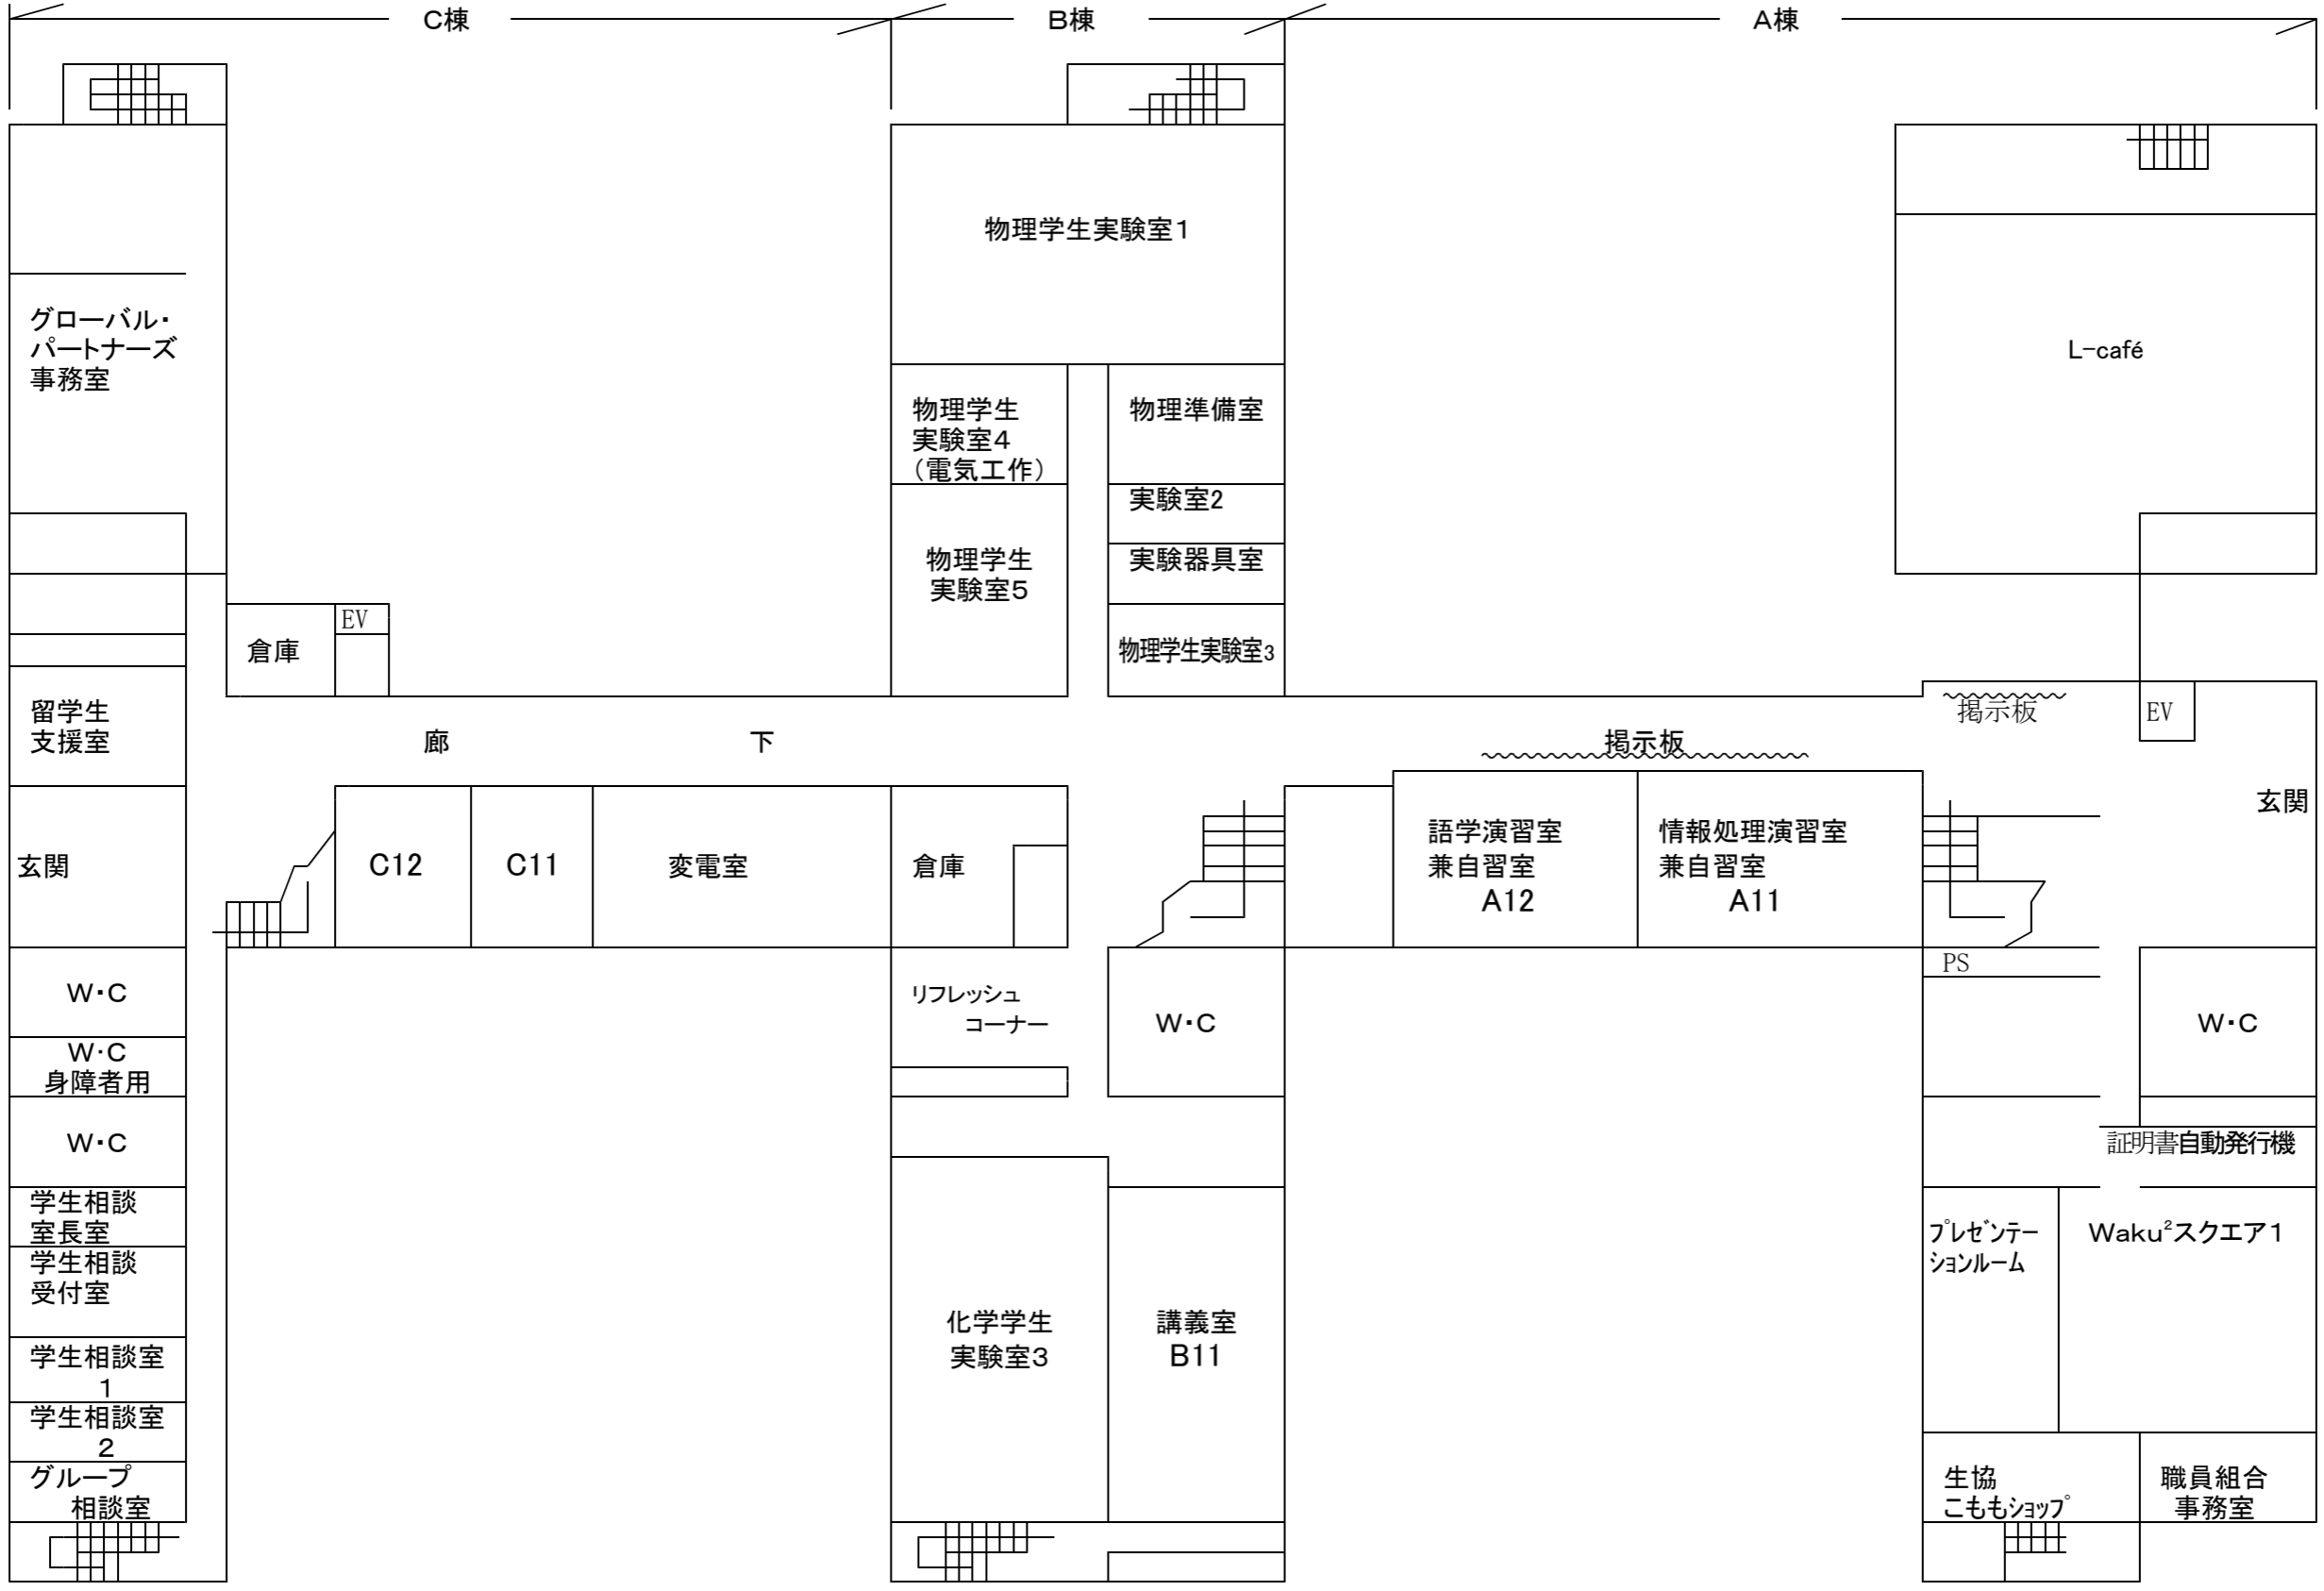 C棟
B棟
A棟
グローバル・
パートナーズ
事務室
物理学生実験室1
L-café
物理学生
実験室4
（電気工作）
物理準備室
実験室2
物理学生
実験室5
実験器具室
物理学生実験室3
倉庫
EV
留学生
支援室
廊 下
掲示板
掲示板
EV
玄関
玄関
C12
C11
変電室
倉庫
語学演習室
兼自習室
A12
情報処理演習室
兼自習室
A11
PS
W・C
W・C
身障者用
W・C
リフレッシュ
コーナー
W・C
W・C
証明書自動発行機
学生相談
室長室
学生相談
受付室
学生相談室
1
学生相談室
2
グループ
相談室
化学学生
実験室3
講義室
B11
プレゼンテー
ションルーム
Waku²スクエア1
生協
こももショップ
職員組合
事務室